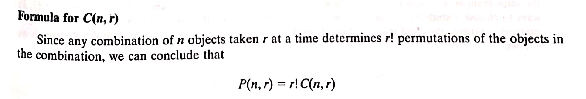 Formula for C(n, r)
Since any combination of n objects taken r at a time determines r! permutations of the objects in
the combination, we can conclude that
P(n, r) = r! C(n, r)